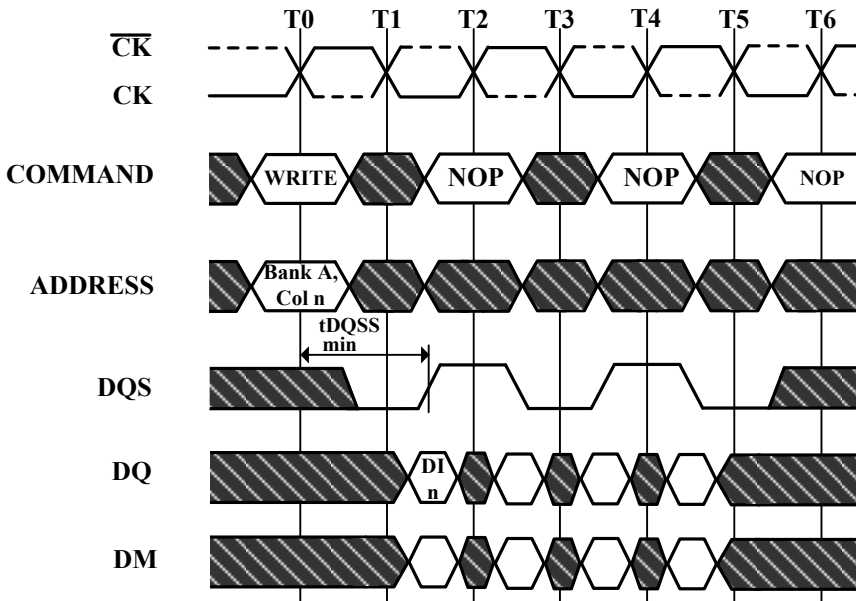 T0 T1 T2 T3 T4 T5 T6
CK
CK
COMMAND WRITE NOP NOP NOP
ADDRESS Bank A,
Col n
tDQSS
min
DQS
DQ DI
n
DM